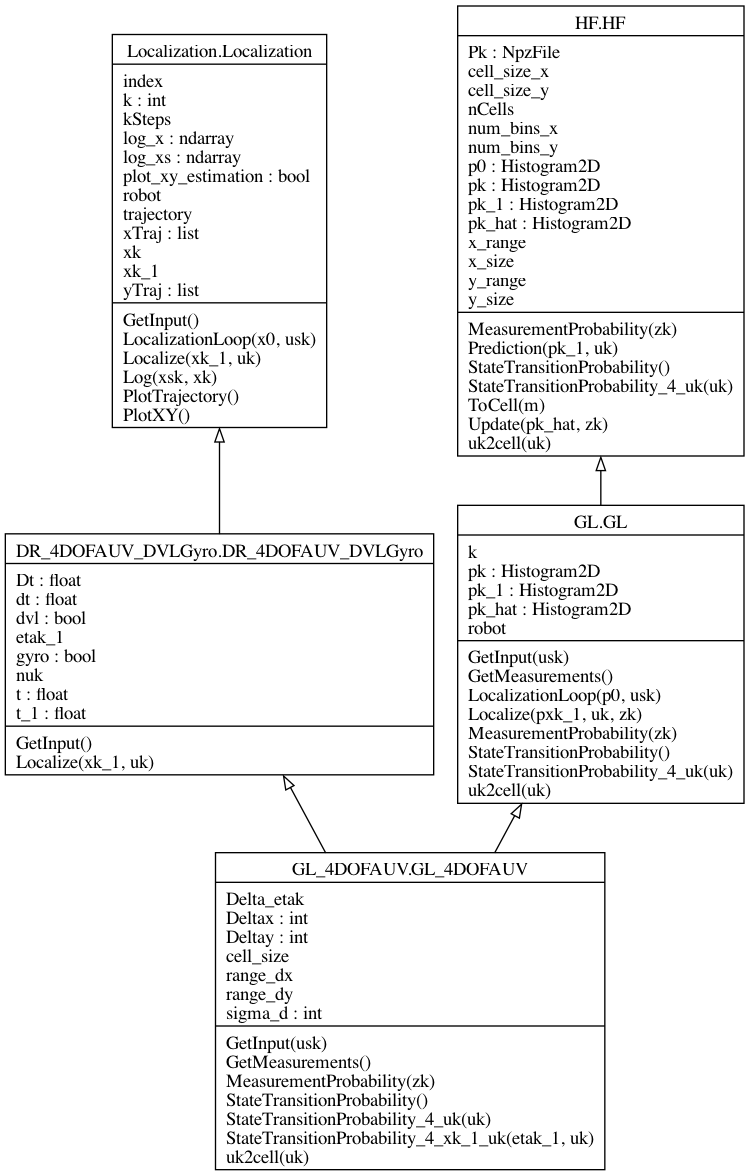 Localization.Localization
index
k : int
kSteps
log_x : ndarray
log_xs : ndarray
plot_xy_estimation : bool
robot
trajectory
xTraj : list
xk
xk_1
yTraj : list
GetInput()
LocalizationLoop(x0, usk)
Localize(xk_1, uk)
Log(xsk, xk)
PlotTrajectory()
PlotXY()
HF.HF
Pk : NpzFile
cell_size_x
cell_size_y
nCells
num_bins_x
num_bins_y
p0 : Histogram2D
pk : Histogram2D
pk_1 : Histogram2D
pk_hat : Histogram2D
x_range
x_size
y_range
y_size
MeasurementProbability(zk)
Prediction(pk_1, uk)
StateTransitionProbability()
StateTransitionProbability_4_uk(uk)
ToCell(m)
Update(pk_hat, zk)
uk2cell(uk)
DR_4DOFAUV_DVLGyro.DR_4DOFAUV_DVLGyro
Dt : float
dt : float
dvl : bool
etak_1
gyro : bool
nuk
t : float
t_1 : float
GetInput()
Localize(xk_1, uk)
GL.GL
k
pk : Histogram2D
pk_1 : Histogram2D
pk_hat : Histogram2D
robot
GetInput(usk)
GetMeasurements()
LocalizationLoop(p0, usk)
Localize(pxk_1, uk, zk)
MeasurementProbability(zk)
StateTransitionProbability()
StateTransitionProbability_4_uk(uk)
uk2cell(uk)
GL_4DOFAUV.GL_4DOFAUV
Delta_etak
Deltax : int
Deltay : int
cell_size
range_dx
range_dy
sigma_d : int
GetInput(usk)
GetMeasurements()
MeasurementProbability(zk)
StateTransitionProbability()
StateTransitionProbability_4_uk(uk)
StateTransitionProbability_4_xk_1_uk(etak_1, uk)
uk2cell(uk)